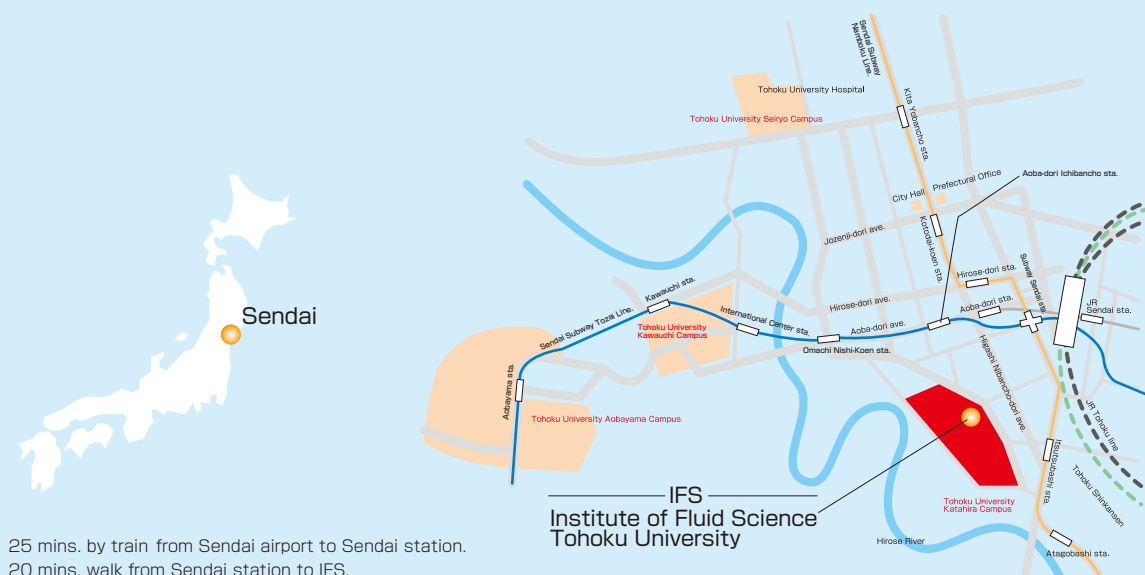 Sendai
25 mins. by train from Sendai airport to Sendai station.
20 mins. walk from Sendai station to IFS.
Sendai Subway
Namboku Line.
Tohoku University Hospital
Tohoku University Seiryo Campus
Kita Yobancho sta.
City Hall
Prefectural Office
Aoba-dori Ichibancho sta.
Jozenji-dori ave.
Kotodai-koen sta.
Hirose-dori sta.
Subway Sendai sta.
Kawauchi sta.
Hirose-dori ave.
Aoba-dori sta.
JR
Sendai sta.
Sendai Subway Tozai Line.
Tohoku University
Kawauchi Campus
International Center sta.
Aoba-dori ave.
Omachi Nishi-Koen sta.
Higashi Nibancho-dori ave.
Aobayama sta.
Tohoku University Aobayama Campus
JR Tohoku line
Itsutsubashi sta.
Tohoku Shinkansen
IFS
Institute of Fluid Science
Tohoku University
Tohoku University
Katahira Campus
Hirose River
Atagobashi sta.